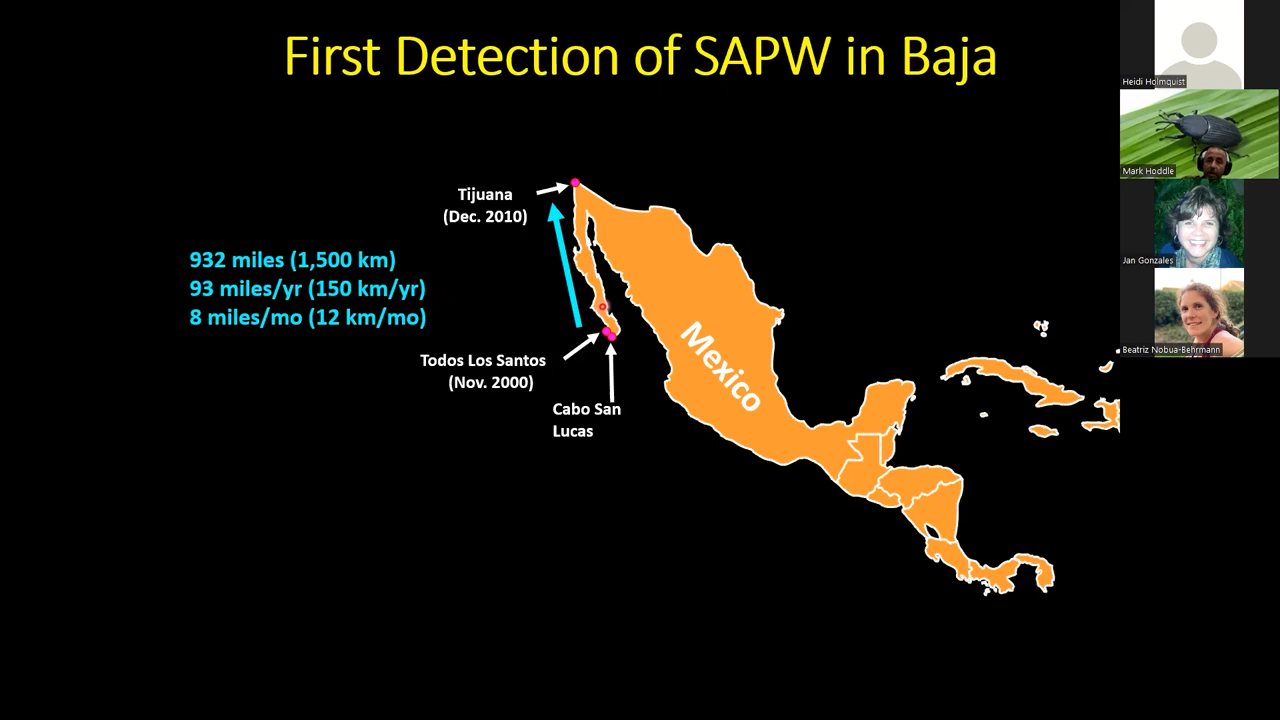 First Detection of SAPW in Baja
Tijuana
(Dec. 2010)
932 miles (1,500 km)
93 miles/yr (150 km/yr)
8 miles/mo (12 km/mo)
Todos Los Santos
(Nov. 2000)
Cabo San
Lucas
Mexico
Heidi Holmquist
Mark Hoddle
Jan Gonzales
Beatriz Nobua-Behrmann